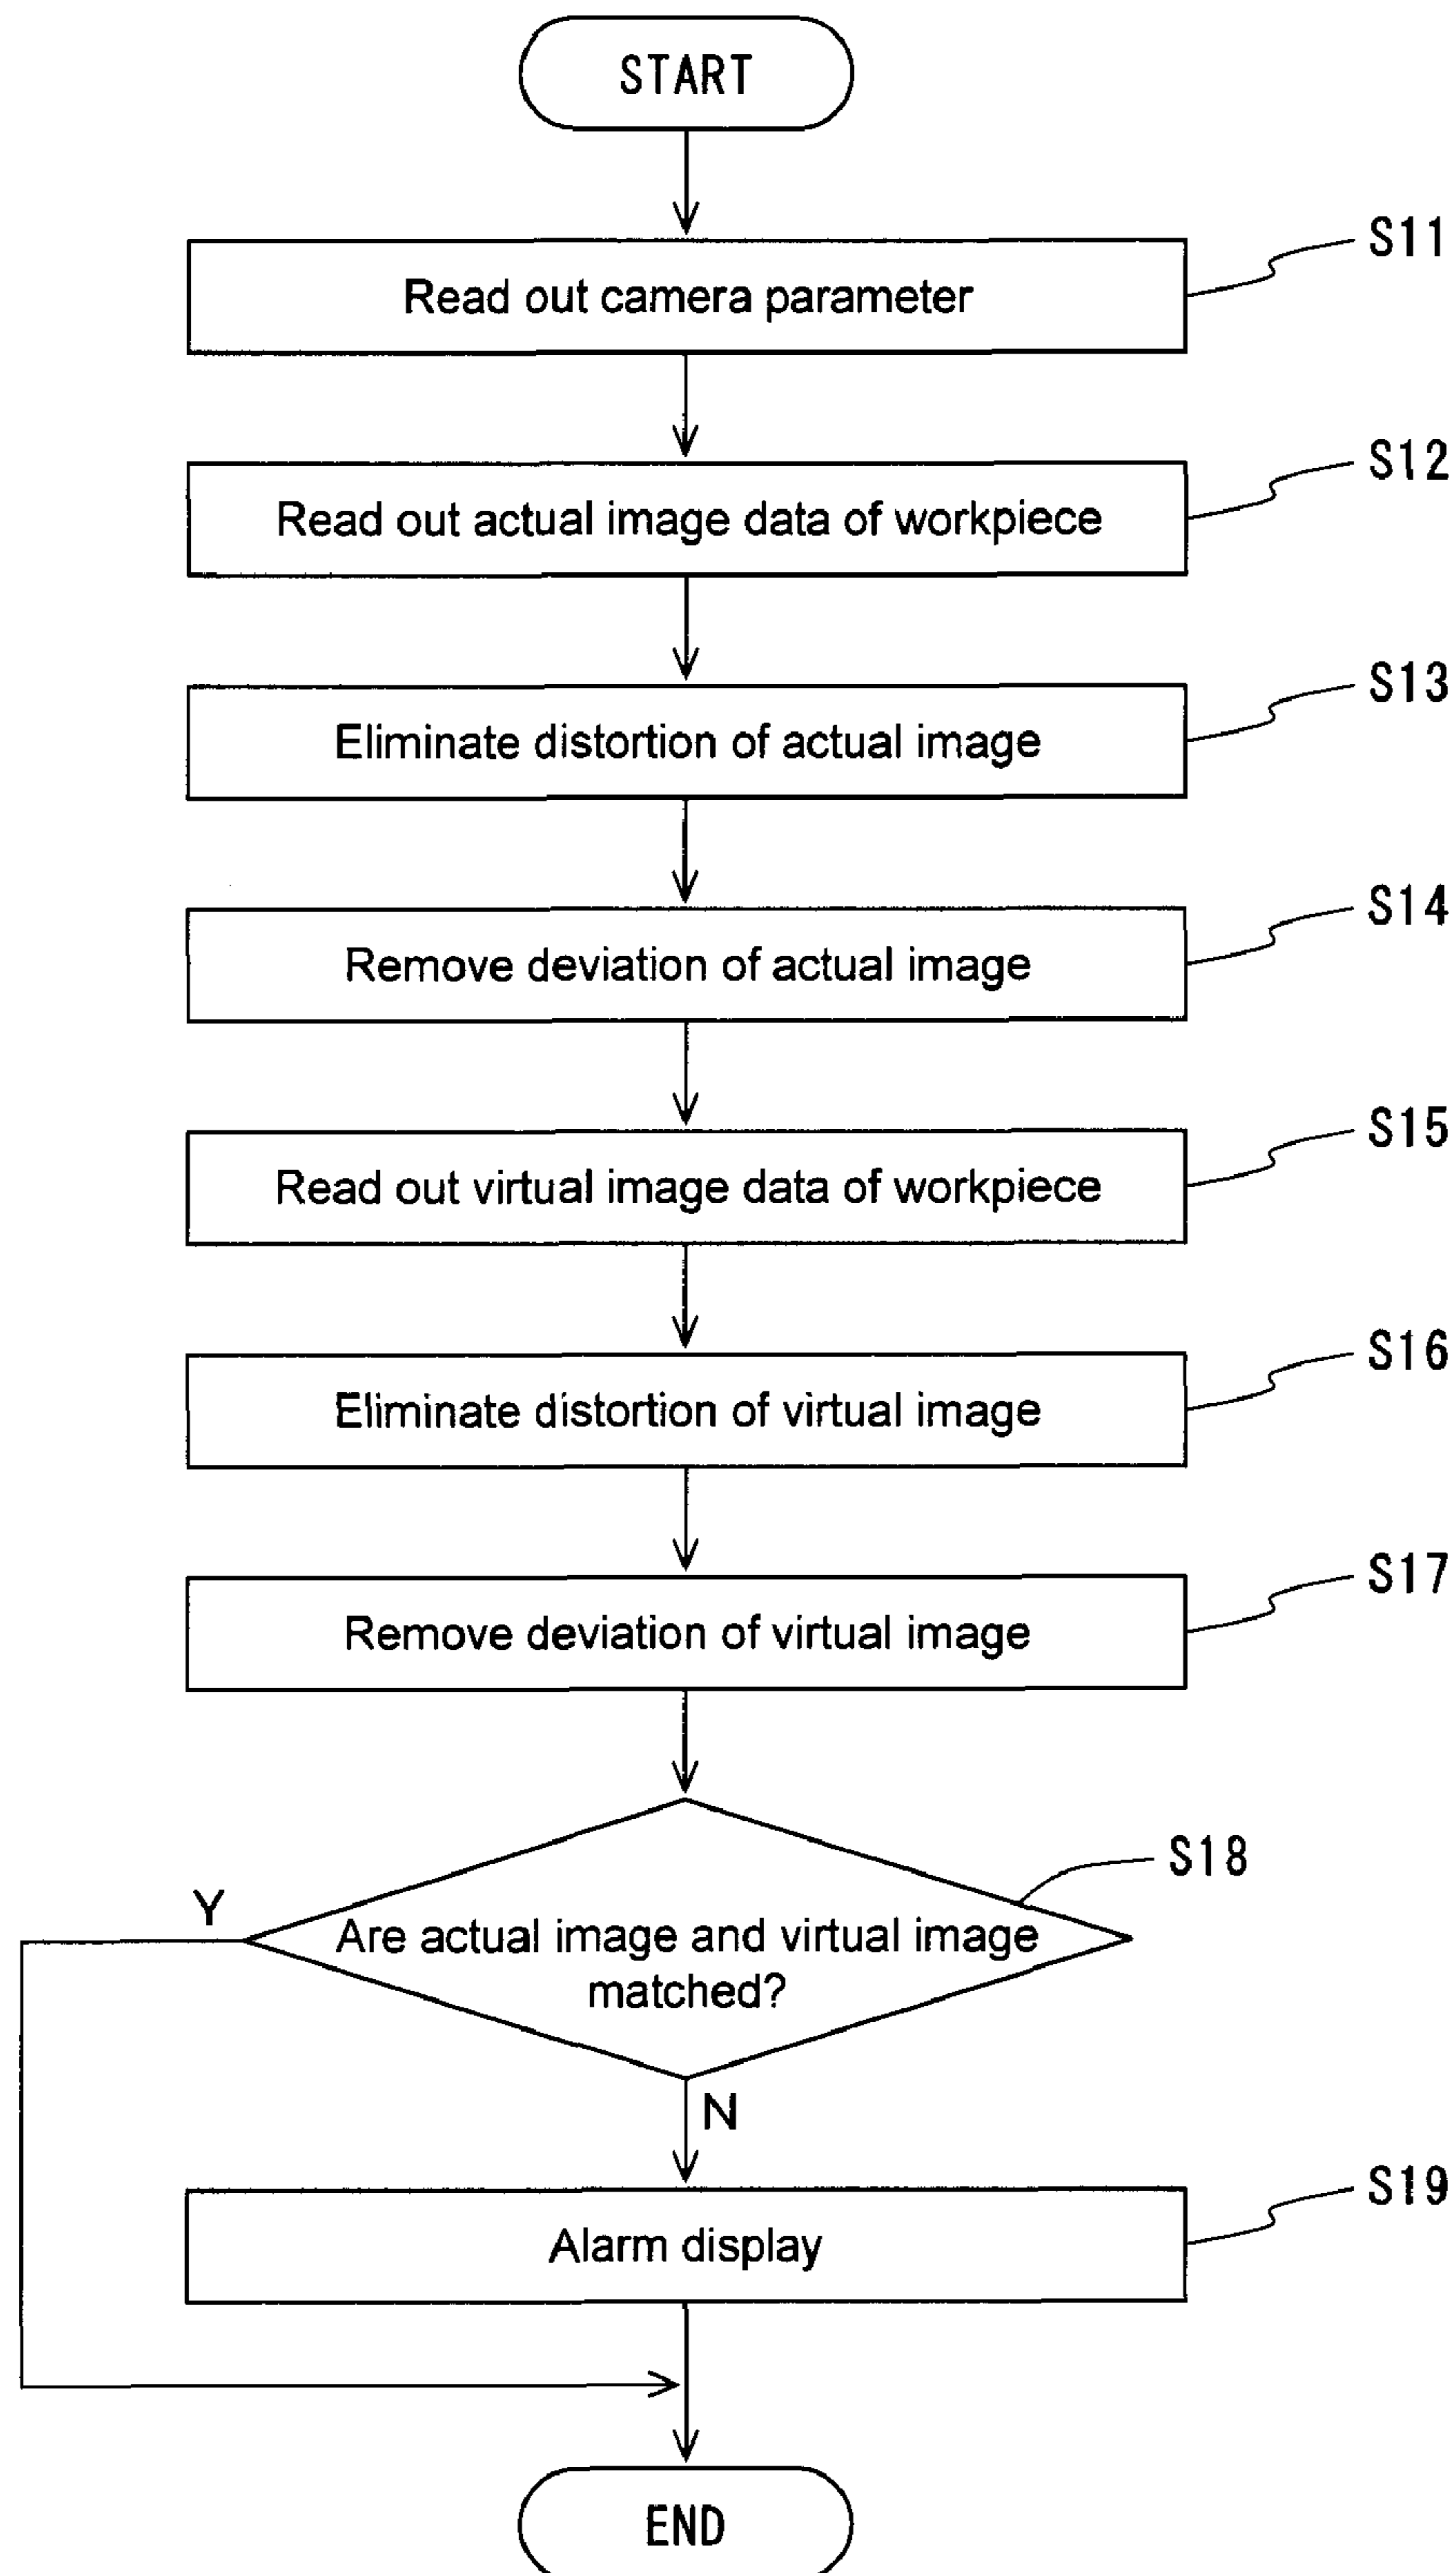 START
S11
Read out camera parameter
S12
Read out actual image data of workpiece
S13
Eliminate distortion of actual image
S14
Remove deviation of actual image
S15
Read out virtual image data of workpiece
S16
Eliminate distortion of virtual image
S17
Remove deviation of virtual image
S18
Y
Are actual image and virtual image
matched?
N
S19
Alarm display
END